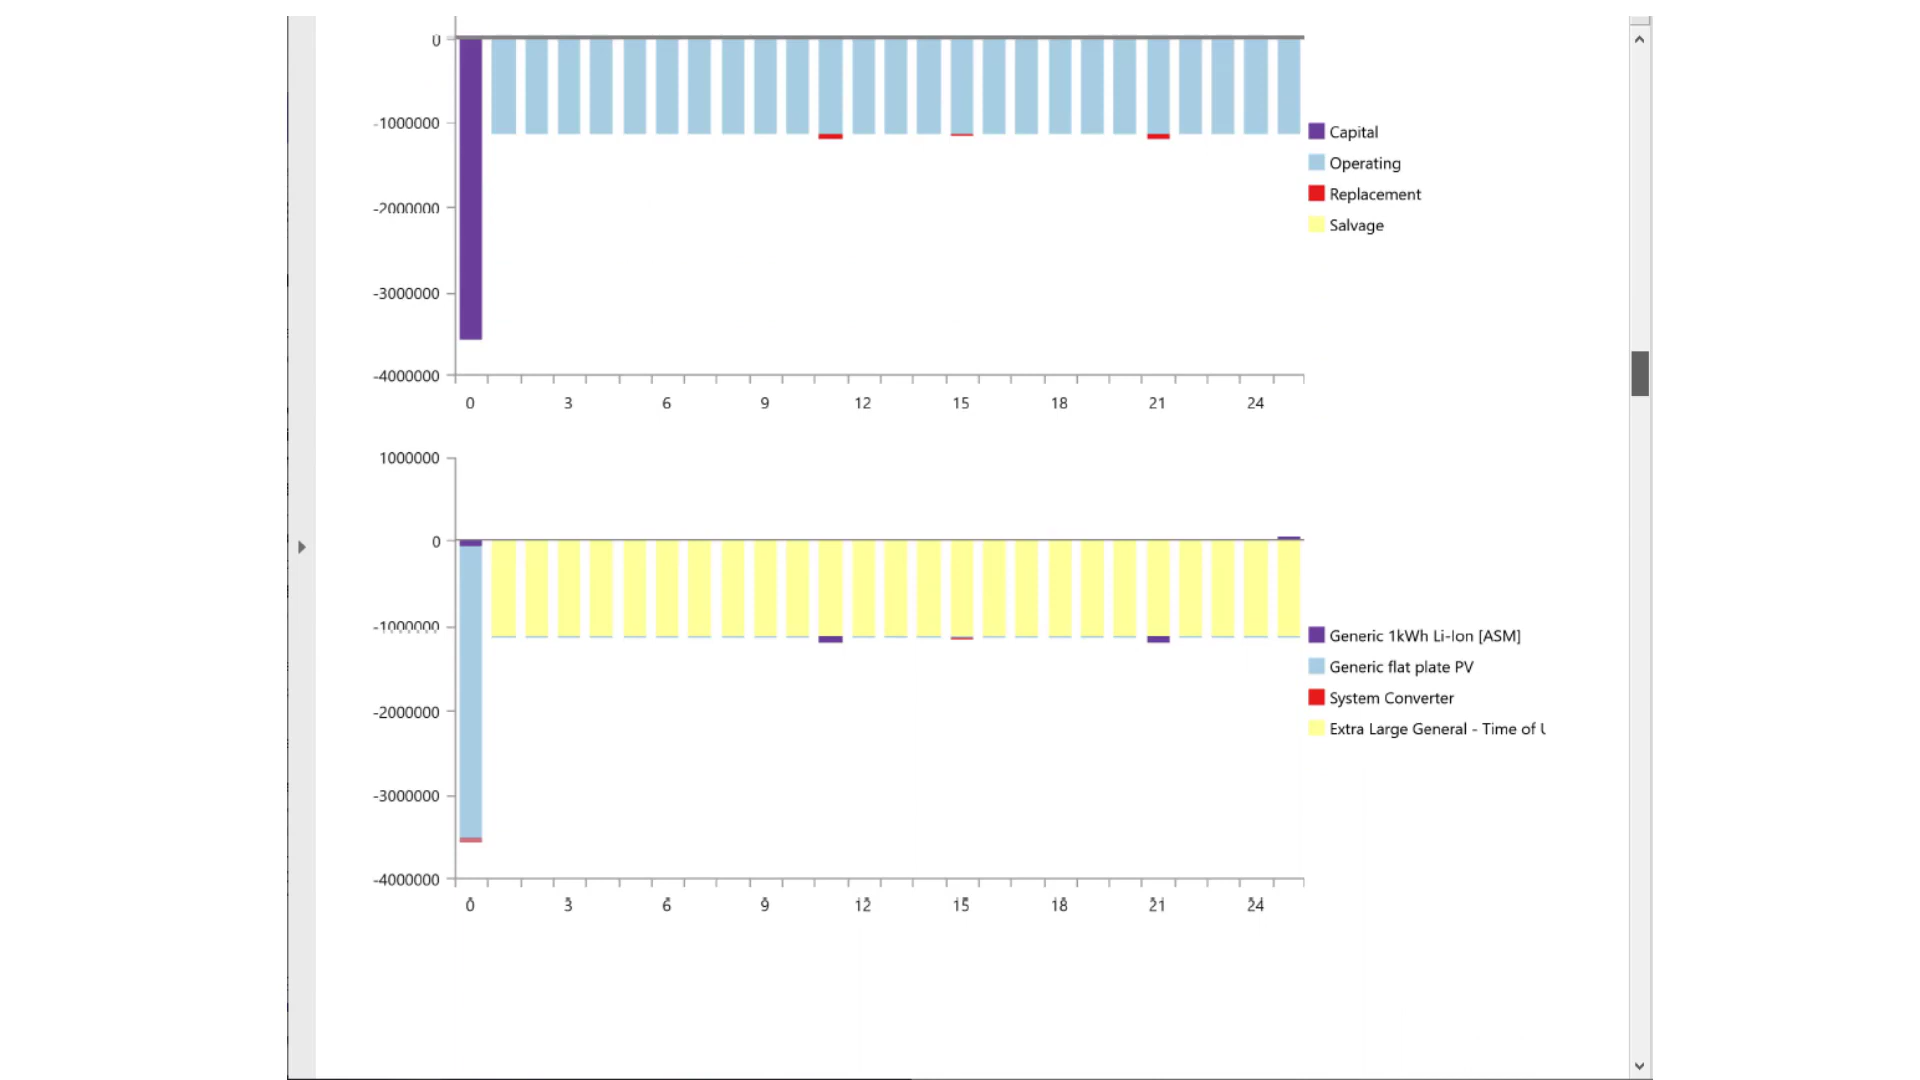 0
-1000000
-2000000
-3000000
-4000000
0 3 6 9 12 15 18 21 24
Capital
Operating
Replacement
Salvage
1000000
0
-1000000
-2000000
-3000000
-4000000
0 3 6 9 12 15 18 21 24
Generic 1kWh Li-Ion [ASM]
Generic flat plate PV
System Converter
Extra Large General - Time of